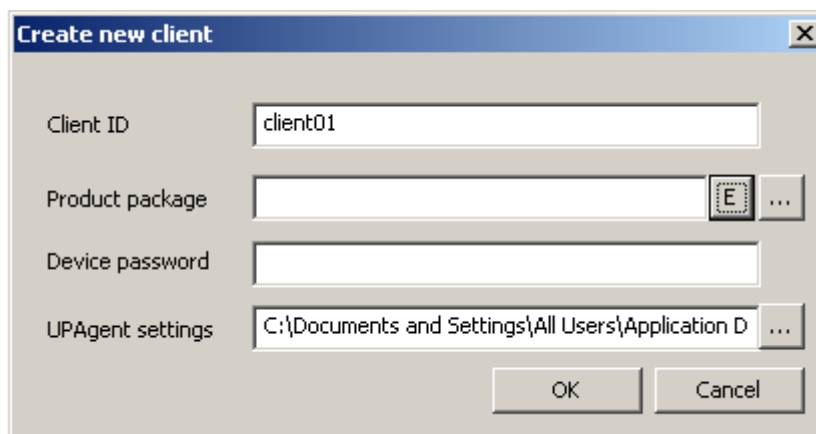 Create new client
Client ID client01
Product package E ...
Device password
UPAgent settings C:\Documents and Settings\All Users\Application D ...
OK Cancel